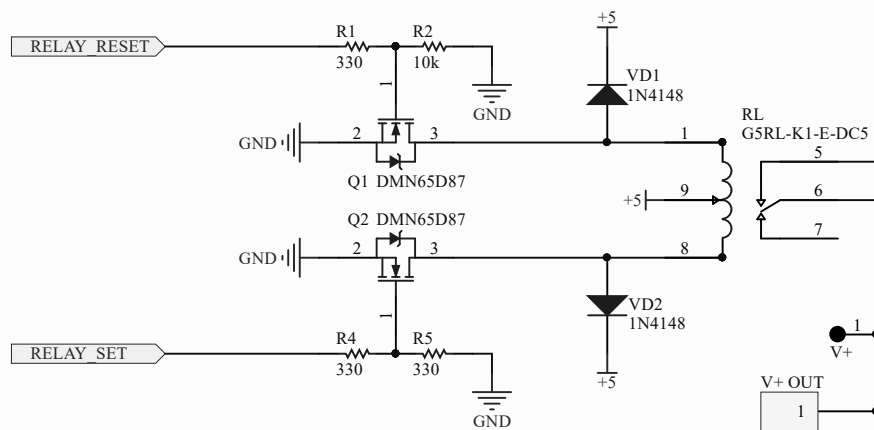 +5
RELAY_RESET
R1
330
R2
10k
1
GND
VD1
1N4148
RL
G5RL-K1-E-DC5
GND
2
3
1
5
Q1 DMN65D87
+5
9
6
Q2 DMN65D87
7
GND
2
3
8
1
VD2
1N4148
RELAY_SET
R4
330
R5
330
GND
+5
1
V+
V+ OUT
1